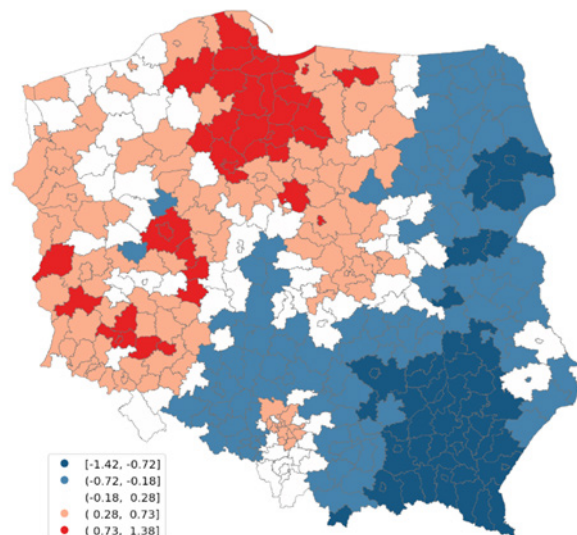 [-1.42, -0.72]
(-0.72, -0.18]
(-0.18, 0.28]
( 0.28, 0.73]
( 0.73, 1.38]